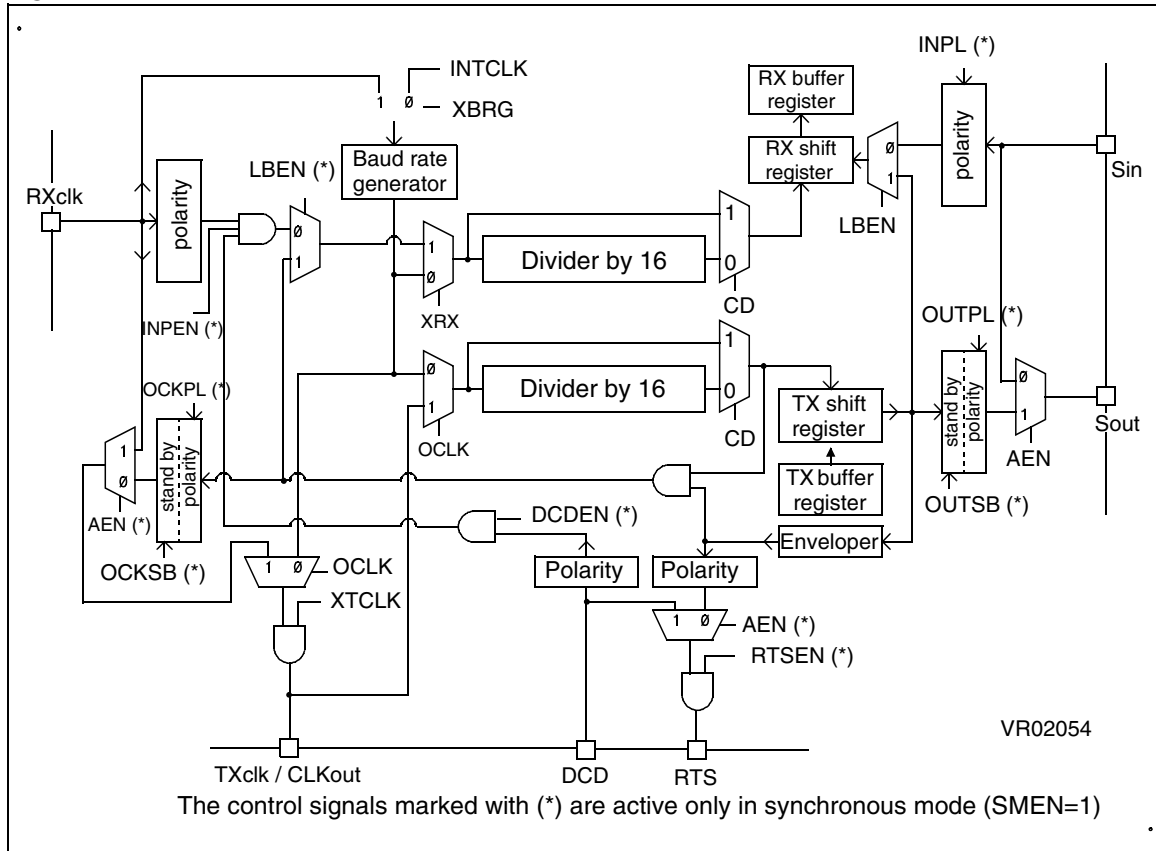 INPL (*)
INTCLK
1 0
XBRG
RX buffer
register
polarity
Baud rate
generator
RX shift
register
0
1
Sin
LBEN (*)
LBEN
RXclk
polarity
0
1
1
0
Divider by 16
1
0
CD
XRX
INPEN (*)
OUTPL (*)
OCKPL (*)
0
1
Divider by 16
1
0
CD
OCLK
TX shift
register
stand by
polarity
0
1
Sout
AEN
1
0
stand by
polarity
TX buffer
register
OUTSB (*)
AEN (*)
DCDEN (*)
Enveloper
OCKSB (*)
1 0
OCLK
Polarity
Polarity
XTCLK
1 0
AEN (*)
RTSEN (*)
VR02054
TXclk / CLKout
DCD
RTS
The control signals marked with (*) are active only in synchronous mode (SMEN=1)